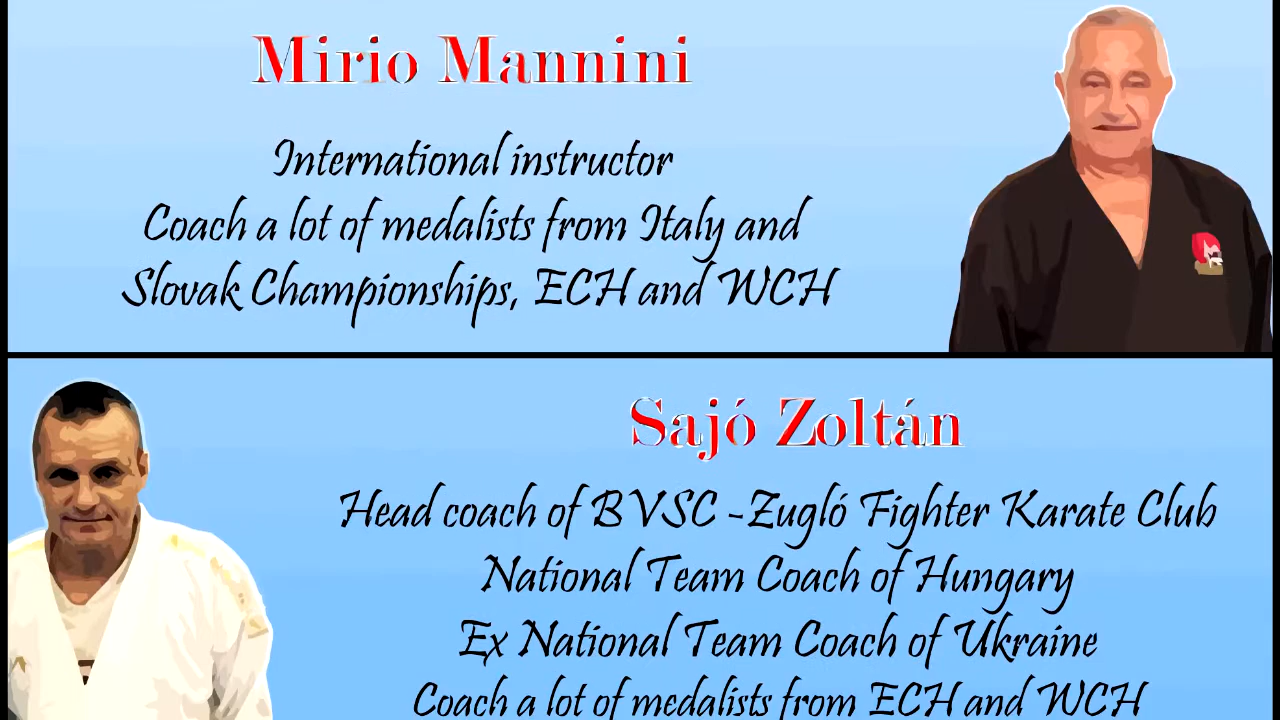 Mirio Mannini
International instructor
Coach a lot of medalists from Italy and
Slovak Championships, ECH and WCH
Sajó Zoltán
Head coach of BVSC -Zugló Fighter Karate Club
National Team Coach of Hungary
Ex National Team Coach of Ukraine
Coach a lot of medalists from ECH and WCH